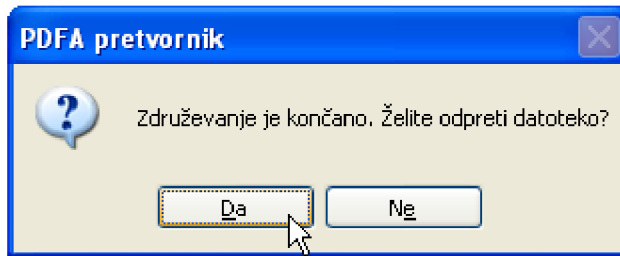 PDFA pretvornik
Združevanje je končano. Želite odpreti datoteko?
Da
Ne